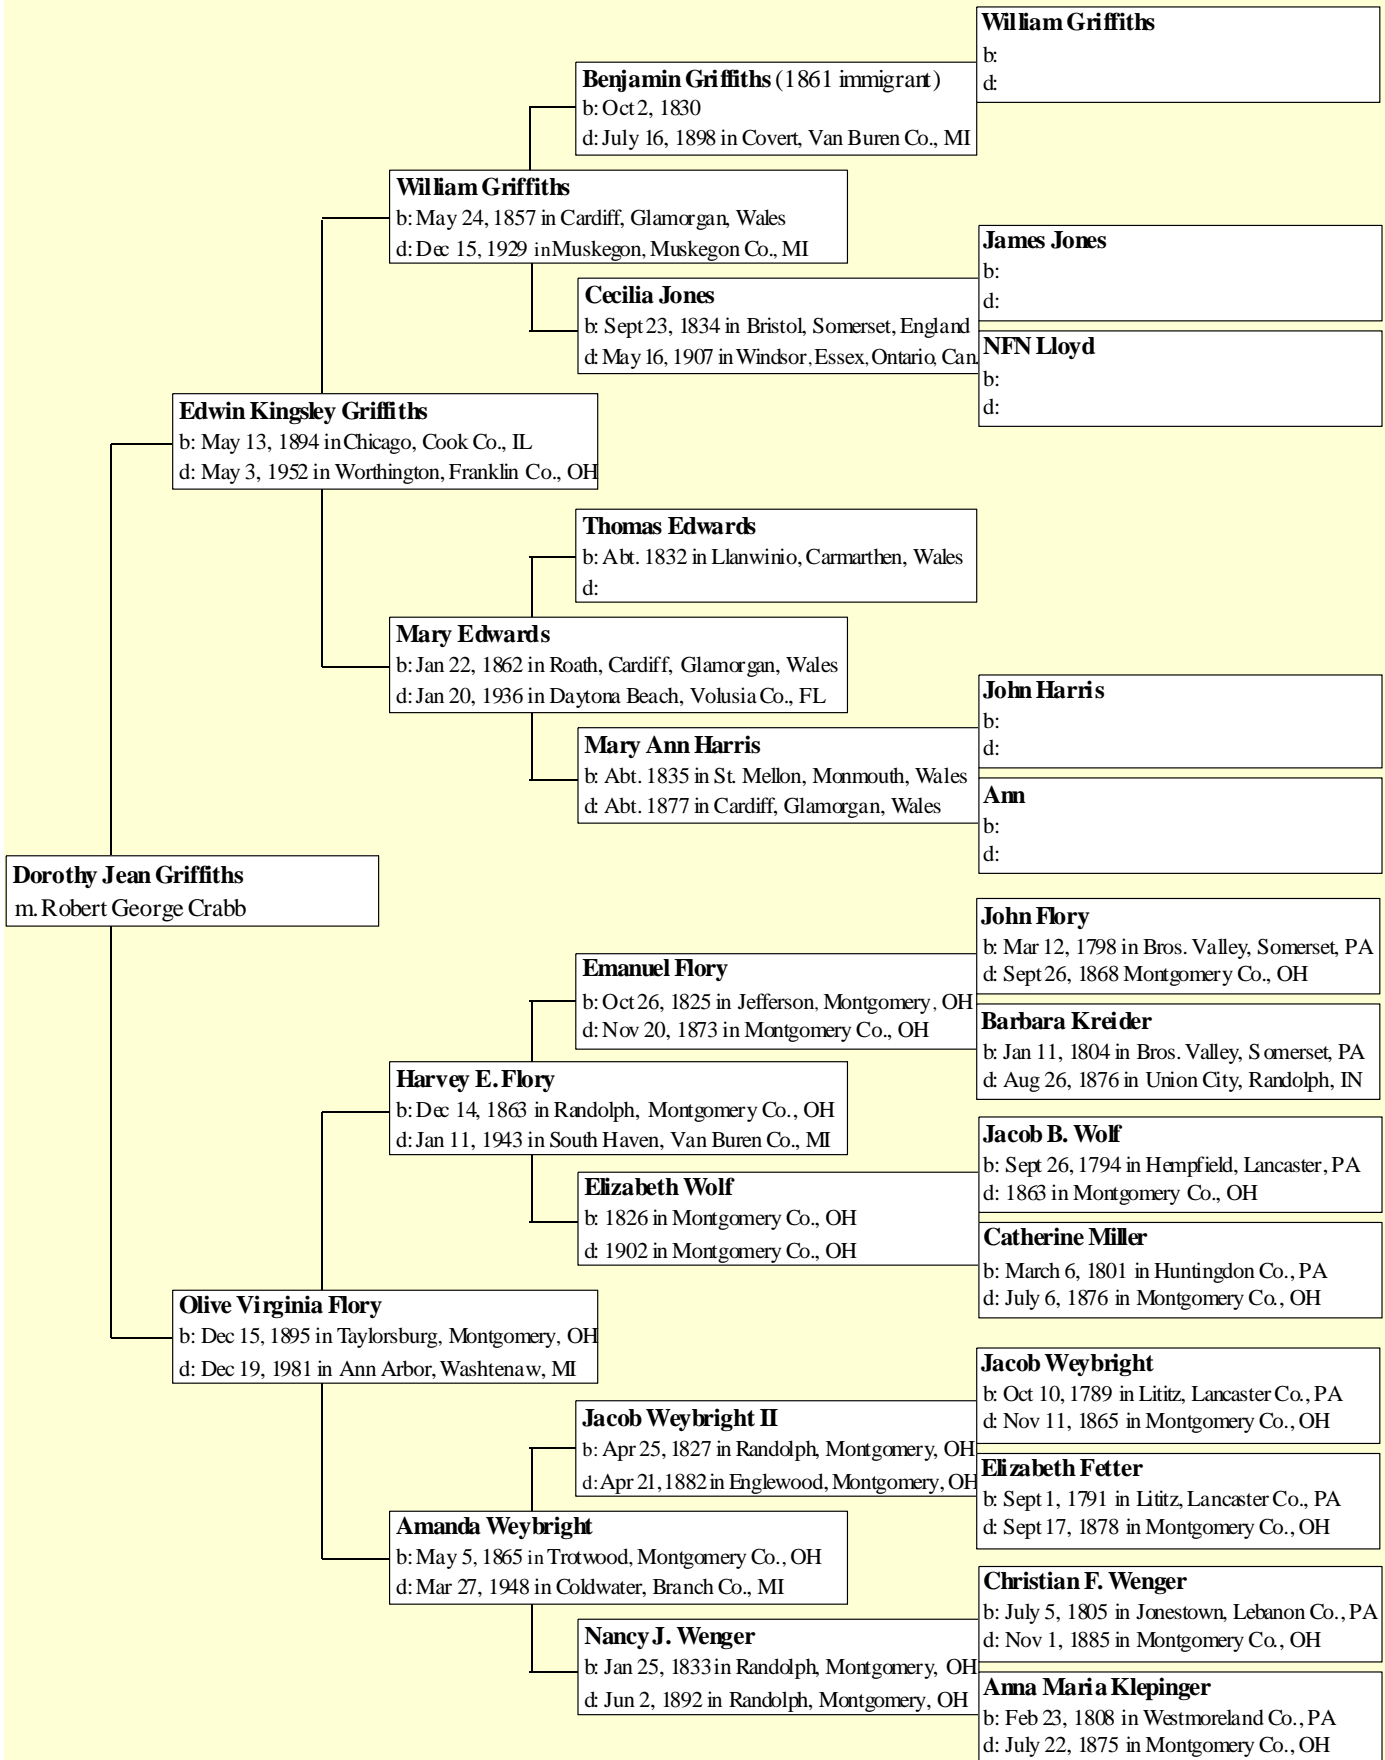 William Griffiths
b:
d:
Benjamin Griffiths (1861 immigrant)
b: Oct 2, 1830
d: July 16, 1898 in Covert, Van Buren Co., MI
William Griffiths
b: May 24, 1857 in Cardiff, Glamorgan, Wales
d: Dec 15, 1929 in Muskegon, Muskegon Co., MI
James Jones
b:
d:
Cecilia Jones
b: Sept 23, 1834 in Bristol, Somerset, England
d: May 16, 1907 in Windsor, Essex, Ontario, Can.
NFN Lloyd
b:
d:
Edwin Kingsley Griffiths
b: May 13, 1894 in Chicago, Cook Co., IL
d: May 3, 1952 in Worthington, Franklin Co., OH
Thomas Edwards
b: Abt. 1832 in Llanwinio, Carmarthen, Wales
d:
Mary Edwards
b: Jan 22, 1862 in Roath, Cardiff, Glamorgan, Wales
d: Jan 20, 1936 in Daytona Beach, Volusia Co., FL
John Harris
b:
d:
Mary Ann Harris
b: Abt. 1835 in St. Mellon, Monmouth, Wales
d: Abt. 1877 in Cardiff, Glamorgan, Wales
Ann
b:
d:
Dorothy Jean Griffiths
m. Robert George Crabb
John Flory
b: Mar 12, 1798 in Bros. Valley, Somerset, PA
d: Sept 26, 1868 Montgomery Co., OH
Emanuel Flory
b: Oct 26, 1825 in Jefferson, Montgomery, OH
d: Nov 20, 1873 in Montgomery Co., OH
Barbara Kreider
b: Jan 11, 1804 in Bros. Valley, Somerset, PA
d: Aug 26, 1876 in Union City, Randolph, IN
Harvey E. Flory
b: Dec 14, 1863 in Randolph, Montgomery Co., OH
d: Jan 11, 1943 in South Haven, Van Buren Co., MI
Jacob B. Wolf
b: Sept 26, 1794 in Hempfield, Lancaster, PA
d: 1863 in Montgomery Co., OH
Elizabeth Wolf
b: 1826 in Montgomery Co., OH
d: 1902 in Montgomery Co., OH
Catherine Miller
b: March 6, 1801 in Huntingdon Co., PA
d: July 6, 1876 in Montgomery Co., OH
Olive Virginia Flory
b: Dec 15, 1895 in Taylorsburg, Montgomery, OH
d: Dec 19, 1981 in Ann Arbor, Washtenaw, MI
Jacob Weybright
b: Oct 10, 1789 in Lititz, Lancaster Co., PA
d: Nov 11, 1865 in Montgomery Co., OH
Jacob Weybright II
b: Apr 25, 1827 in Randolph, Montgomery, OH
d: Apr 21, 1882 in Englewood, Montgomery, OH
Elizabeth Fetter
b: Sept 1, 1791 in Lititz, Lancaster Co., PA
d: Sept 17, 1878 in Montgomery Co., OH
Amanda Weybright
b: May 5, 1865 in Trotwood, Montgomery Co., OH
d: Mar 27, 1948 in Coldwater, Branch Co., MI
Christian F. Wenger
b: July 5, 1805 in Jonestown, Lebanon Co., PA
d: Nov 1, 1885 in Montgomery Co., OH
Nancy J. Wenger
b: Jan 25, 1833 in Randolph, Montgomery, OH
d: Jun 2, 1892 in Randolph, Montgomery, OH
Anna Maria Klepinger
b: Feb 23, 1808 in Westmoreland Co., PA
d: July 22, 1875 in Montgomery Co., OH